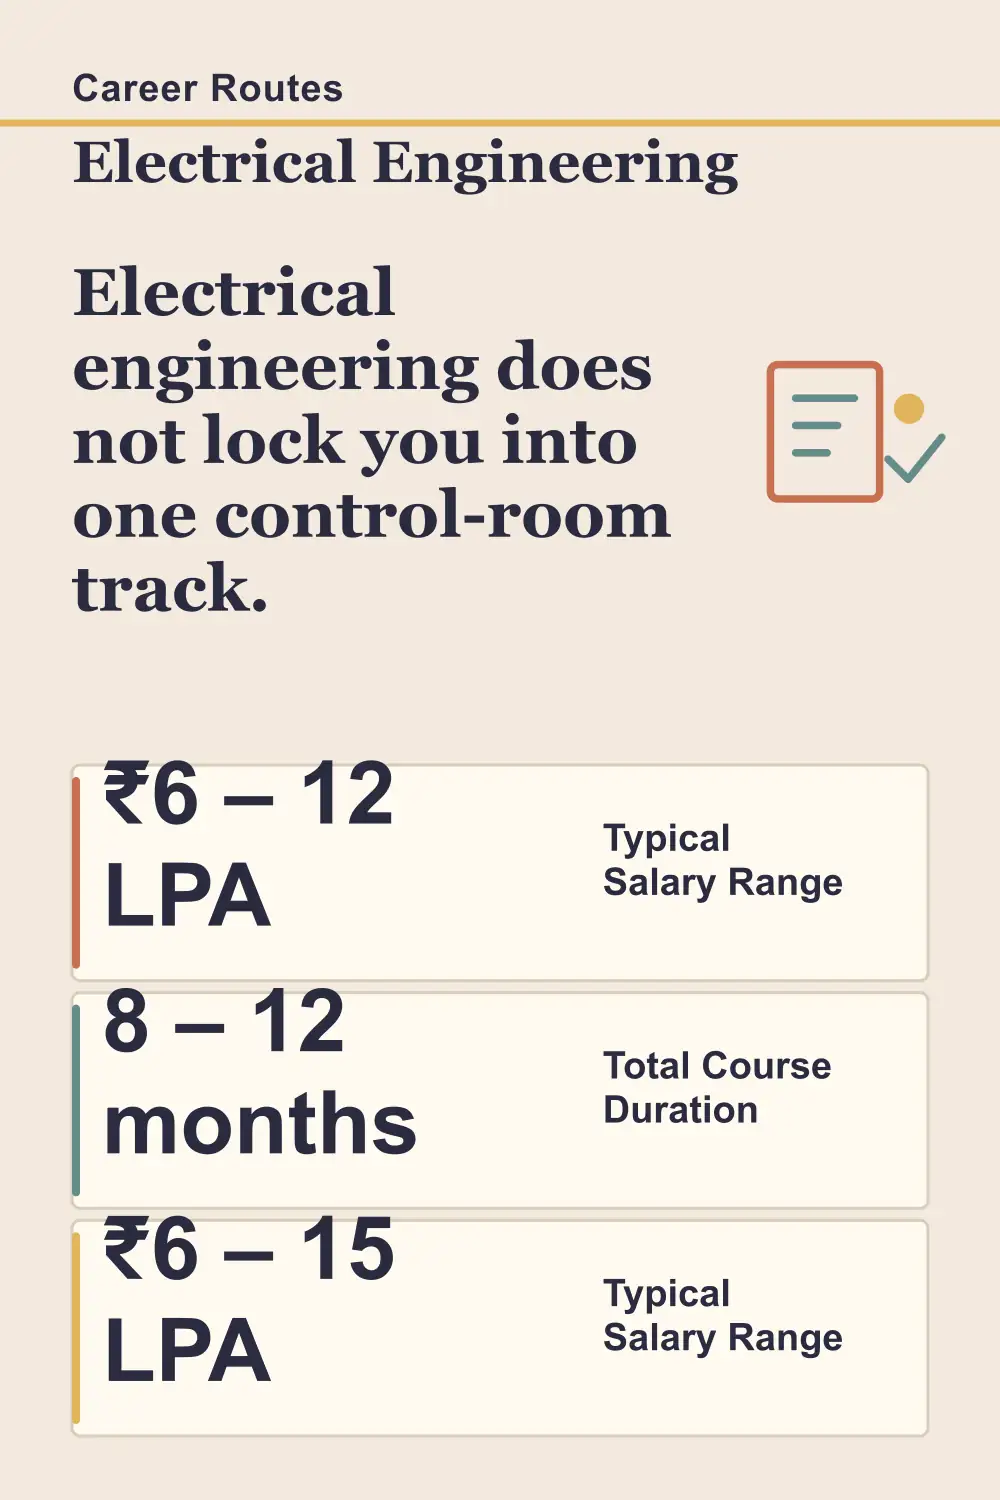 Career Routes
Electrical Engineering
Electrical
engineering does
not lock you into
one control-room
track.
₹6 – 12
LPA
Typical
Salary Range
8 – 12
months
Total Course
Duration
₹6 – 15
LPA
Typical
Salary Range